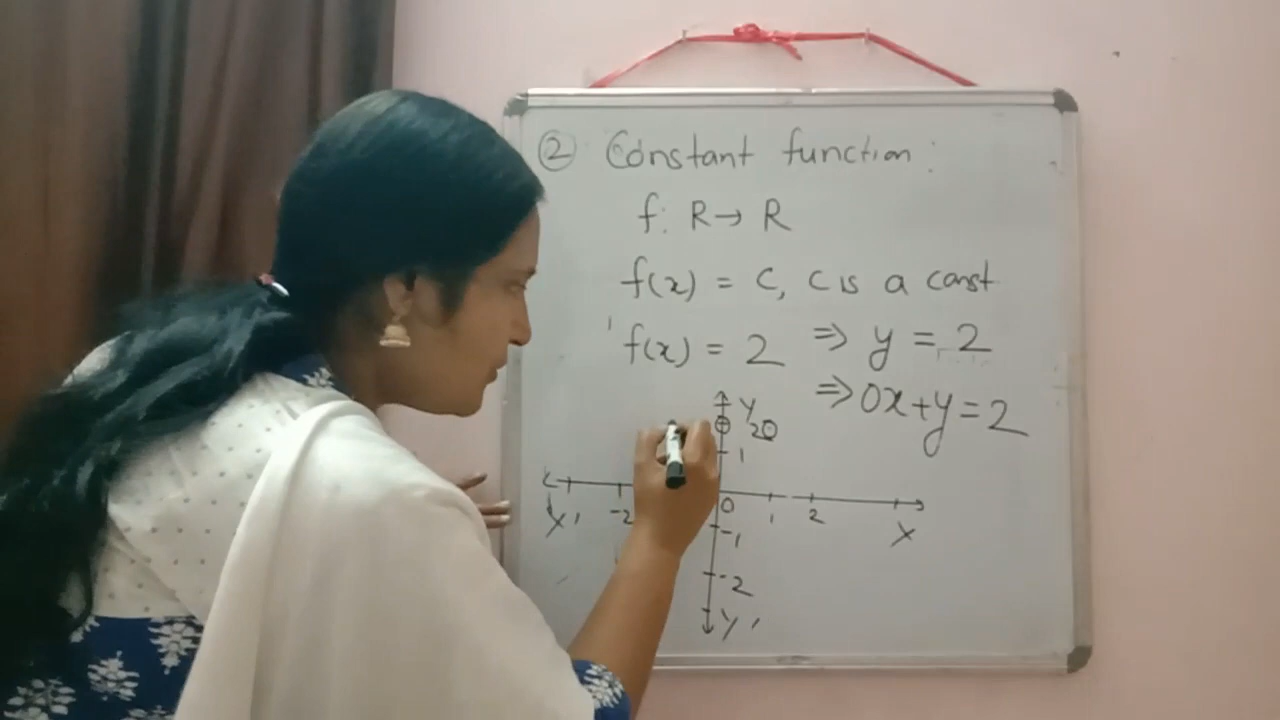 ② Constant function:
f: R → R
f(x) = C, C is a const
f(x) = 2 ⇒ y = 2
⇒ 0x+y=2
Y
2
1
-2 0 1 2
X' X
-1
-2
Y'